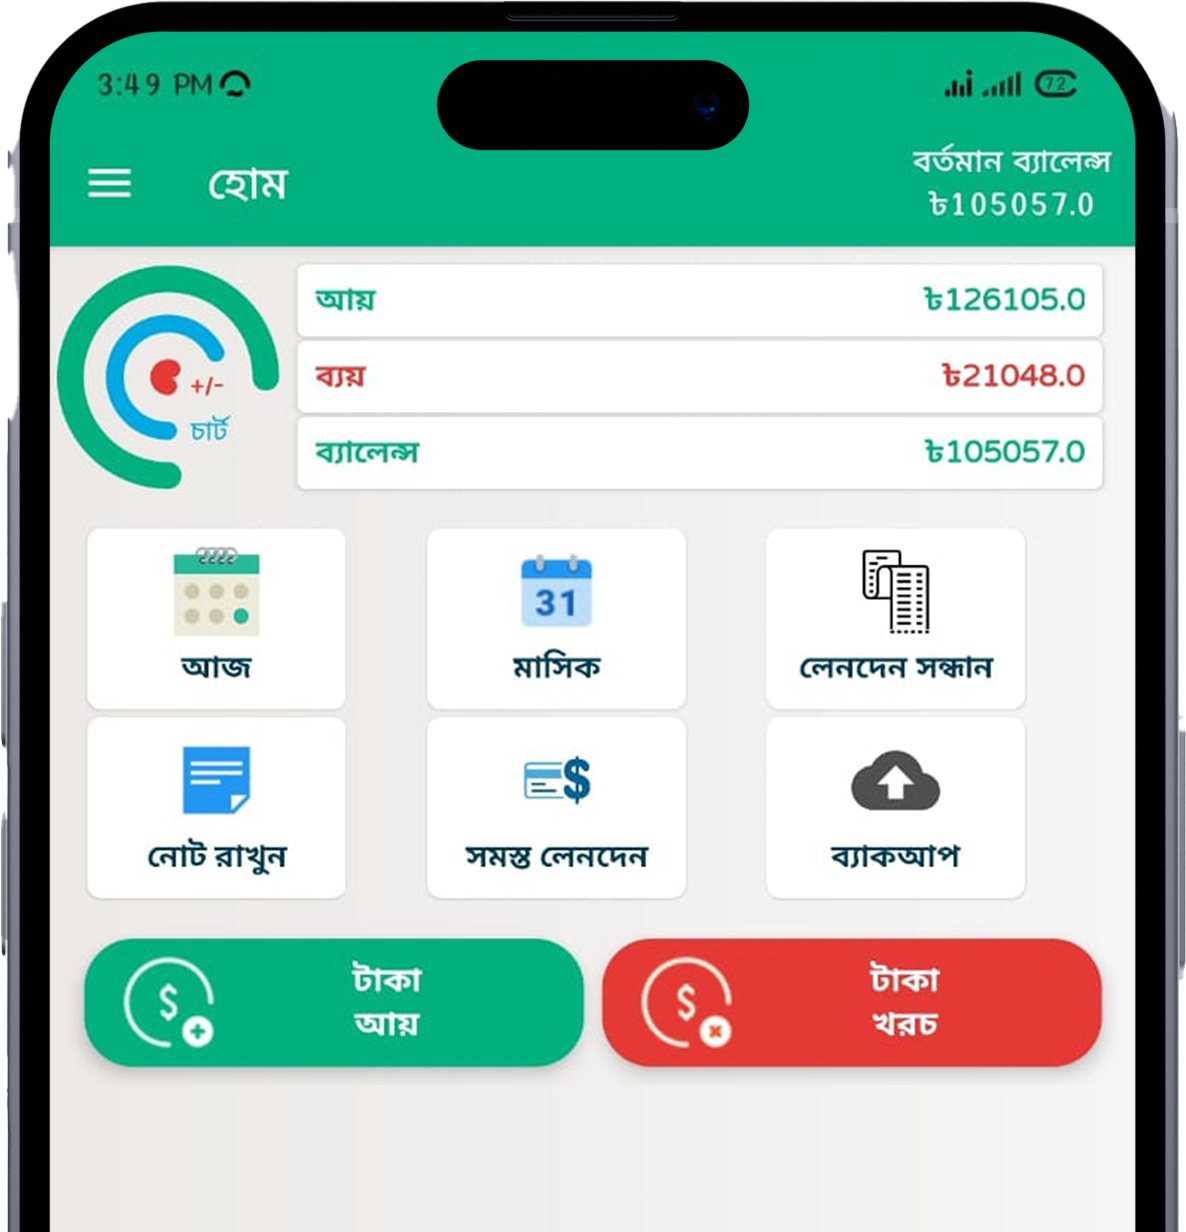 3:49 PM
72
হোম
বর্তমান ব্যালেন্স
৳105057.0
আয়
৳126105.0
ব্যয়
৳21048.0
ব্যালেন্স
৳105057.0
+/-
চার্ট
আজ
31
মাসিক
লেনদেন সন্ধান
নোট রাখুন
$
সমস্ত লেনদেন
ব্যাকআপ
$
টাকা
আয়
$
টাকা
খরচ